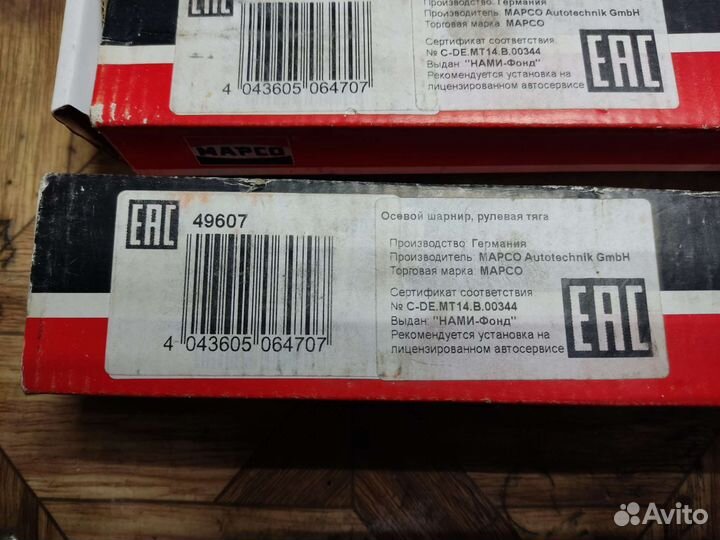 EAC
Производство Германия
Производитель MAPCO Autotechnik GmbH
Торговая марка MAPCO
Сертификат соответствия
№ C-DE.MT14.B.00344
Выдан: "НАМИ-Фонд"
Рекомендуется установка на
лицензированном автосервисе
EAC
4 043605 064707
MAPCO
EAC
49607
4 043605 064707
Осевой шарнир, рулевая тяга
Производство Германия
Производитель MAPCO Autotechnik GmbH
Торговая марка MAPCO
Сертификат соответствия
№ C-DE.MT14.B.00344
Выдан: "НАМИ-Фонд"
Рекомендуется установка на
лицензированном автосервисе
EAC
Avito